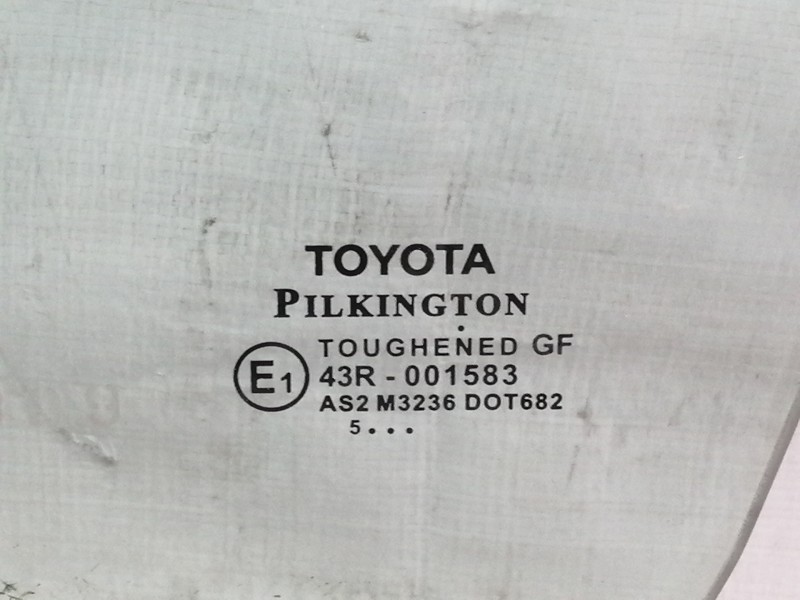 TOYOTA
PILKINGTON
.
TOUGHENED GF
E1 43R - 001583
AS2 M3236 DOT682
5...